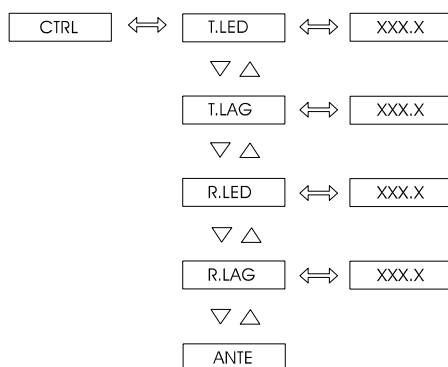 CTRL T.LED XXX.X
T.LAG XXX.X
R.LED XXX.X
R.LAG XXX.X
ANTE